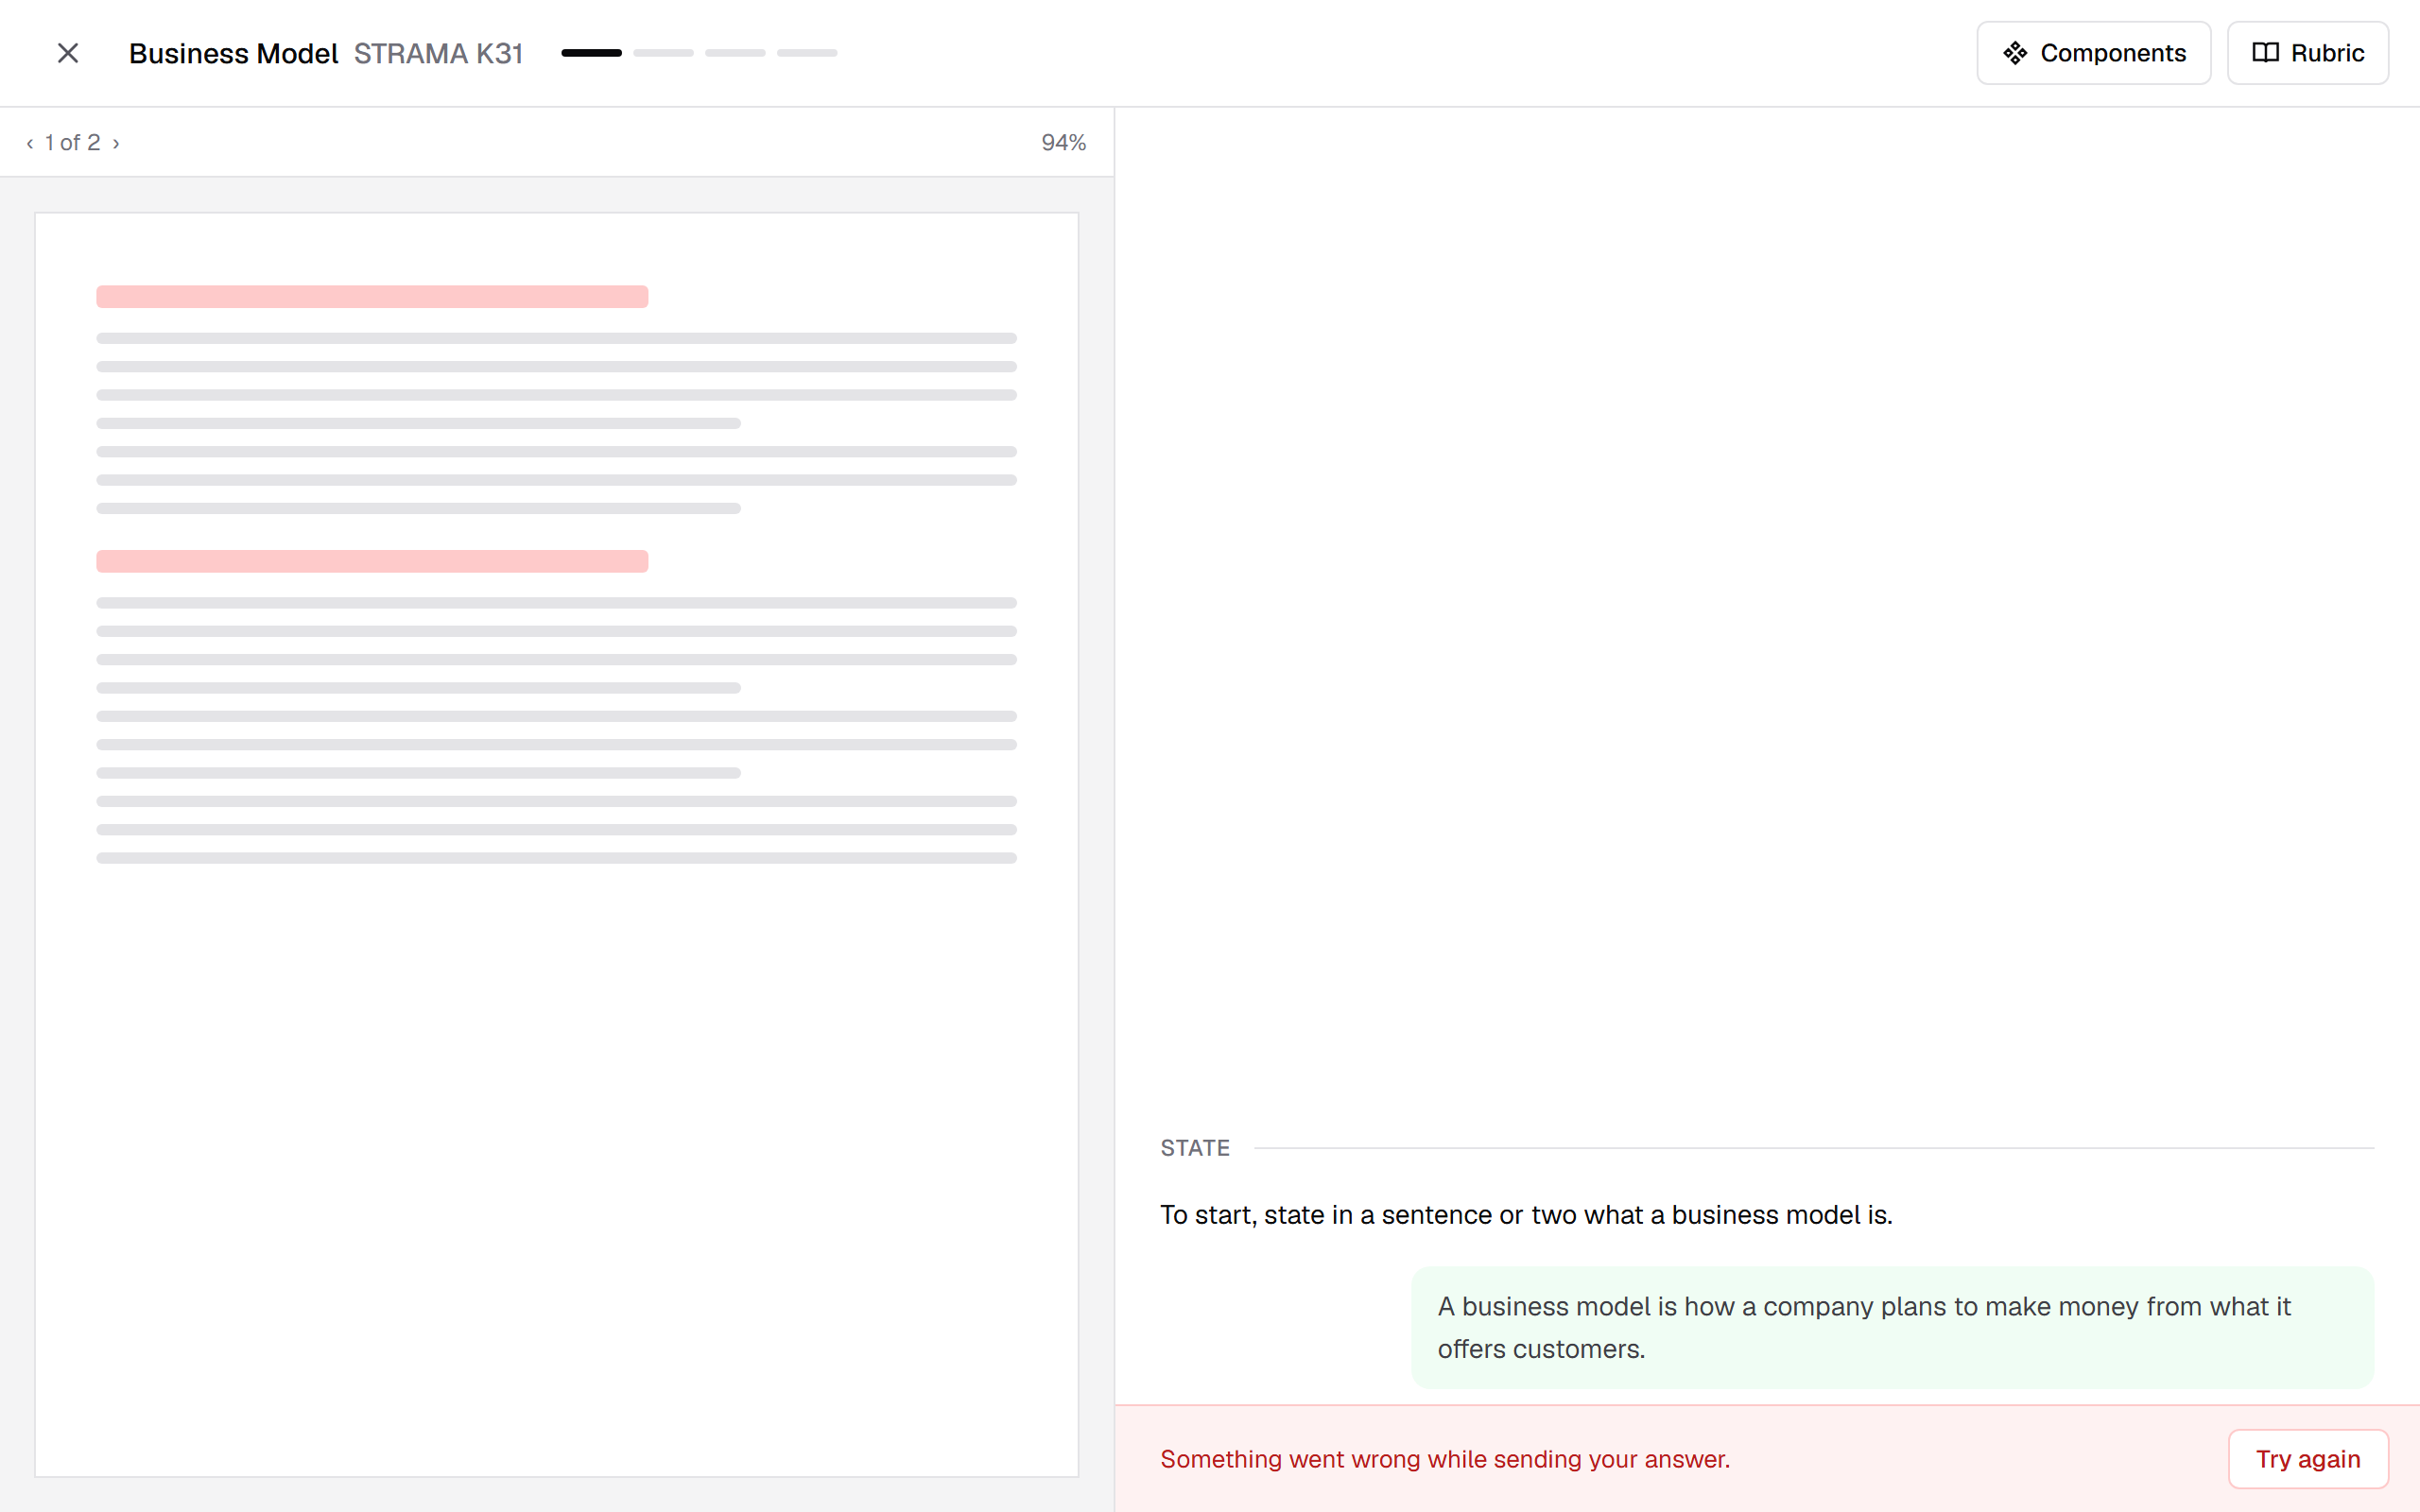 Business Model STRAMA K31
Components
Rubric
‹ 1 of 2 ›
94%
STATE
To start, state in a sentence or two what a business model is.
A business model is how a company plans to make money from what it
offers customers.
Something went wrong while sending your answer.
Try again